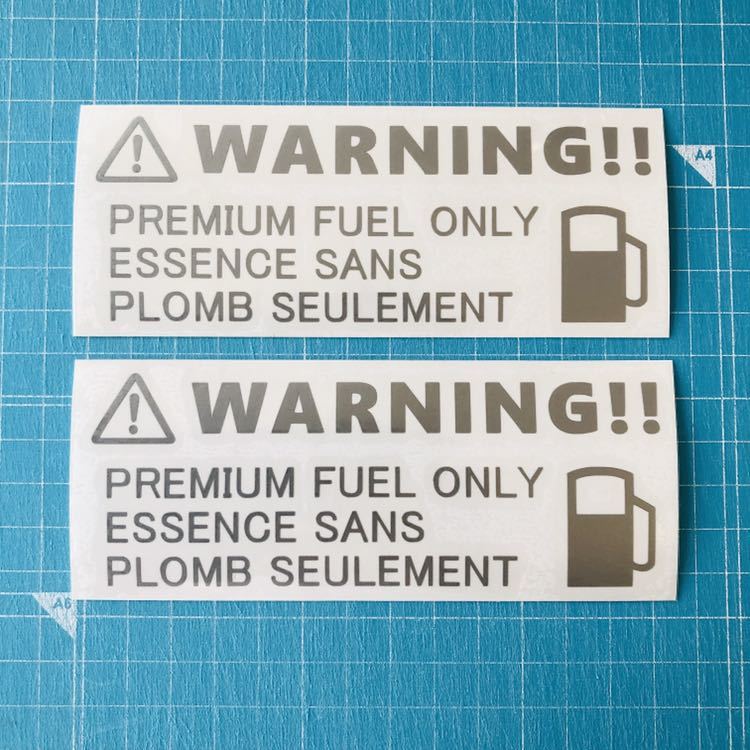 WARNING!!
A4
PREMIUM FUEL ONLY
ESSENCE SANS
PLOMB SEULEMENT
WARNING!!
PREMIUM FUEL ONLY
ESSENCE SANS
PLOMB SEULEMENT
A6